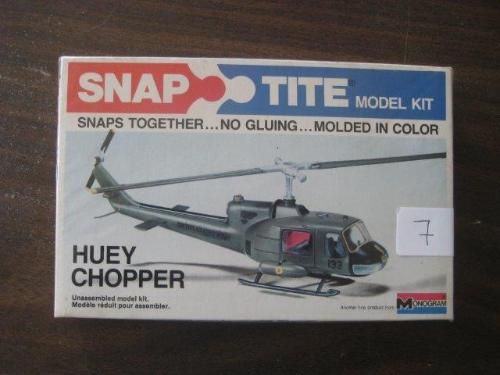 SNAP TITE® MODEL KIT
SNAPS TOGETHER...NO GLUING...MOLDED IN COLOR
7
232
HUEY
CHOPPER
Unassembled model kit.
Modèle réduit pour assembler.
MONOGRAM